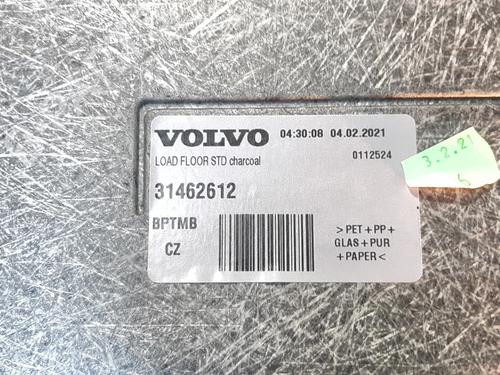 VOLVO 04:30:08 04.02.2021
LOAD FLOOR STD charcoal 0112524
31462612
BPTMB
CZ
>PET+PP+
GLAS+PUR
+PAPER<
3.2.21